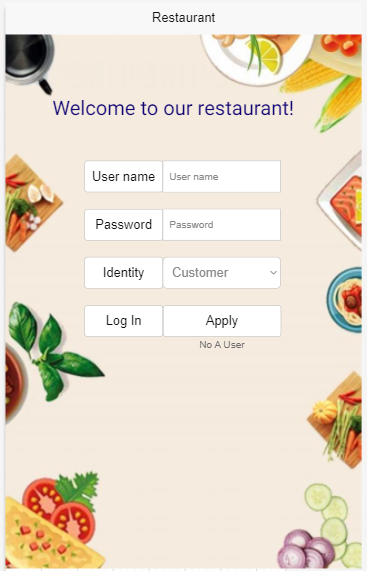 Restaurant
Welcome to our restaurant!
User name User name
Password Password
Identity Customer
Log In Apply
No A User